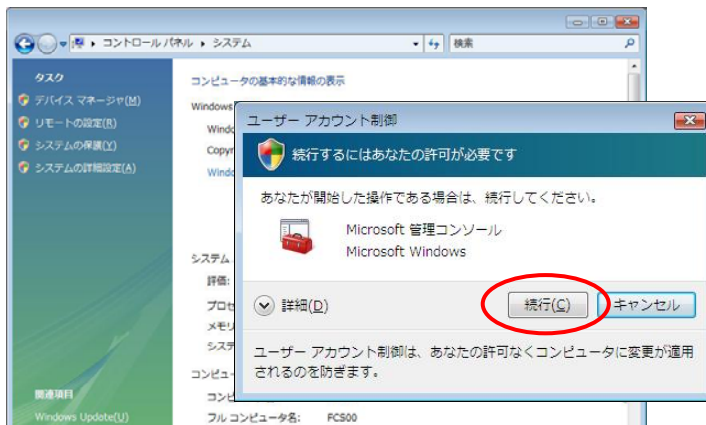 コントロール パネル ▸ システム
検索
タスク
デバイス マネージャ(M)
リモートの設定(R)
システムの保護(Y)
システムの詳細設定(A)
関連項目
Windows Update(U)
コンピュータの基本的な情報の表示
Windows
Copyr
システム
評価:
フル コンピュータ名: FCS00
ユーザー アカウント制御
続行するにはあなたの許可が必要です
あなたが開始した操作である場合は、続行してください。
Microsoft 管理コンソール
Microsoft Windows
詳細(D)
続行(C)
キャンセル
ユーザー アカウント制御は、あなたの許可なくコンピュータに変更が適用
されるのを防ぎます。